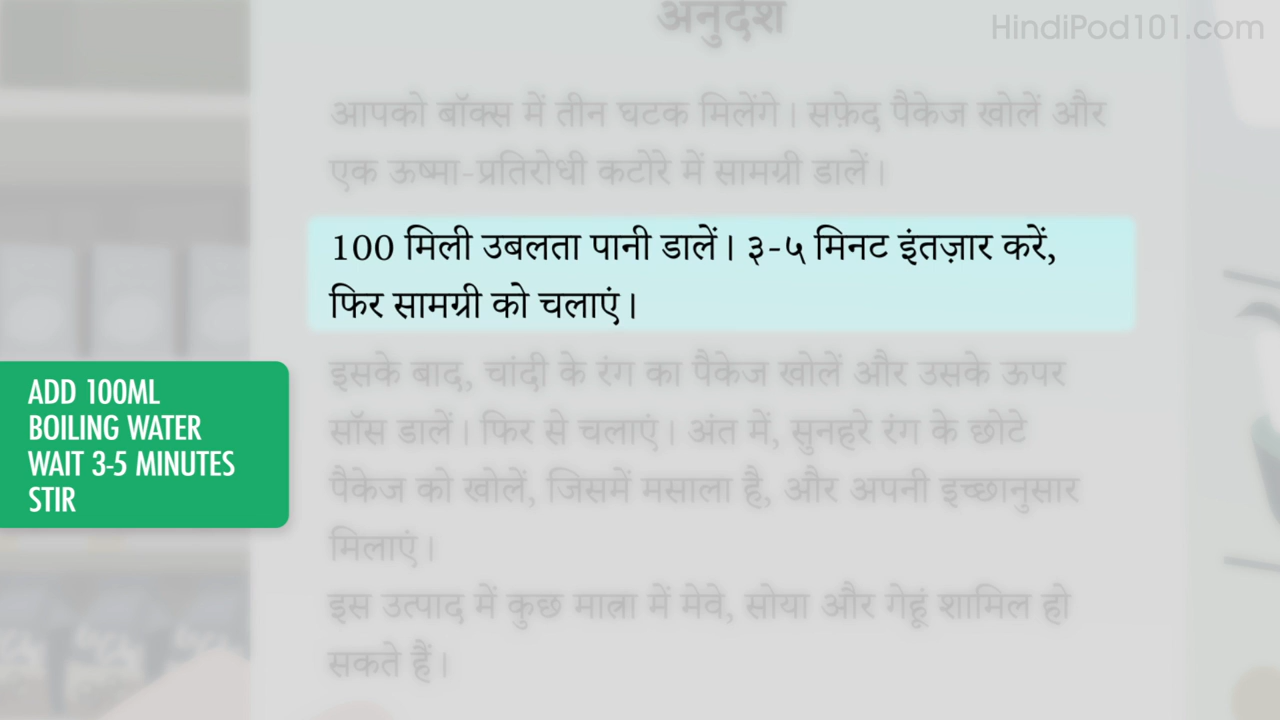 अनुदेश
HindiPod101.com
आपको बॉक्स में तीन घटक मिलेंगे। सफ़ेद पैकेज खोलें और
एक ऊष्मा-प्रतिरोधी कटोरे में सामग्री डालें।
100 मिली उबलता पानी डालें। ३-५ मिनट इंतज़ार करें,
फिर सामग्री को चलाएं।
ADD 100ML
BOILING WATER
WAIT 3-5 MINUTES
STIR
इसके बाद, चांदी के रंग का पैकेज खोलें और उसके ऊपर
सॉस डालें। फिर से चलाएं। अंत में, सुनहरे रंग के छोटे
पैकेज को खोलें, जिसमें मसाला है, और अपनी इच्छानुसार
मिलाएं।
इस उत्पाद में कुछ मात्रा में मेवे, सोया और गेहूं शामिल हो
सकते हैं।